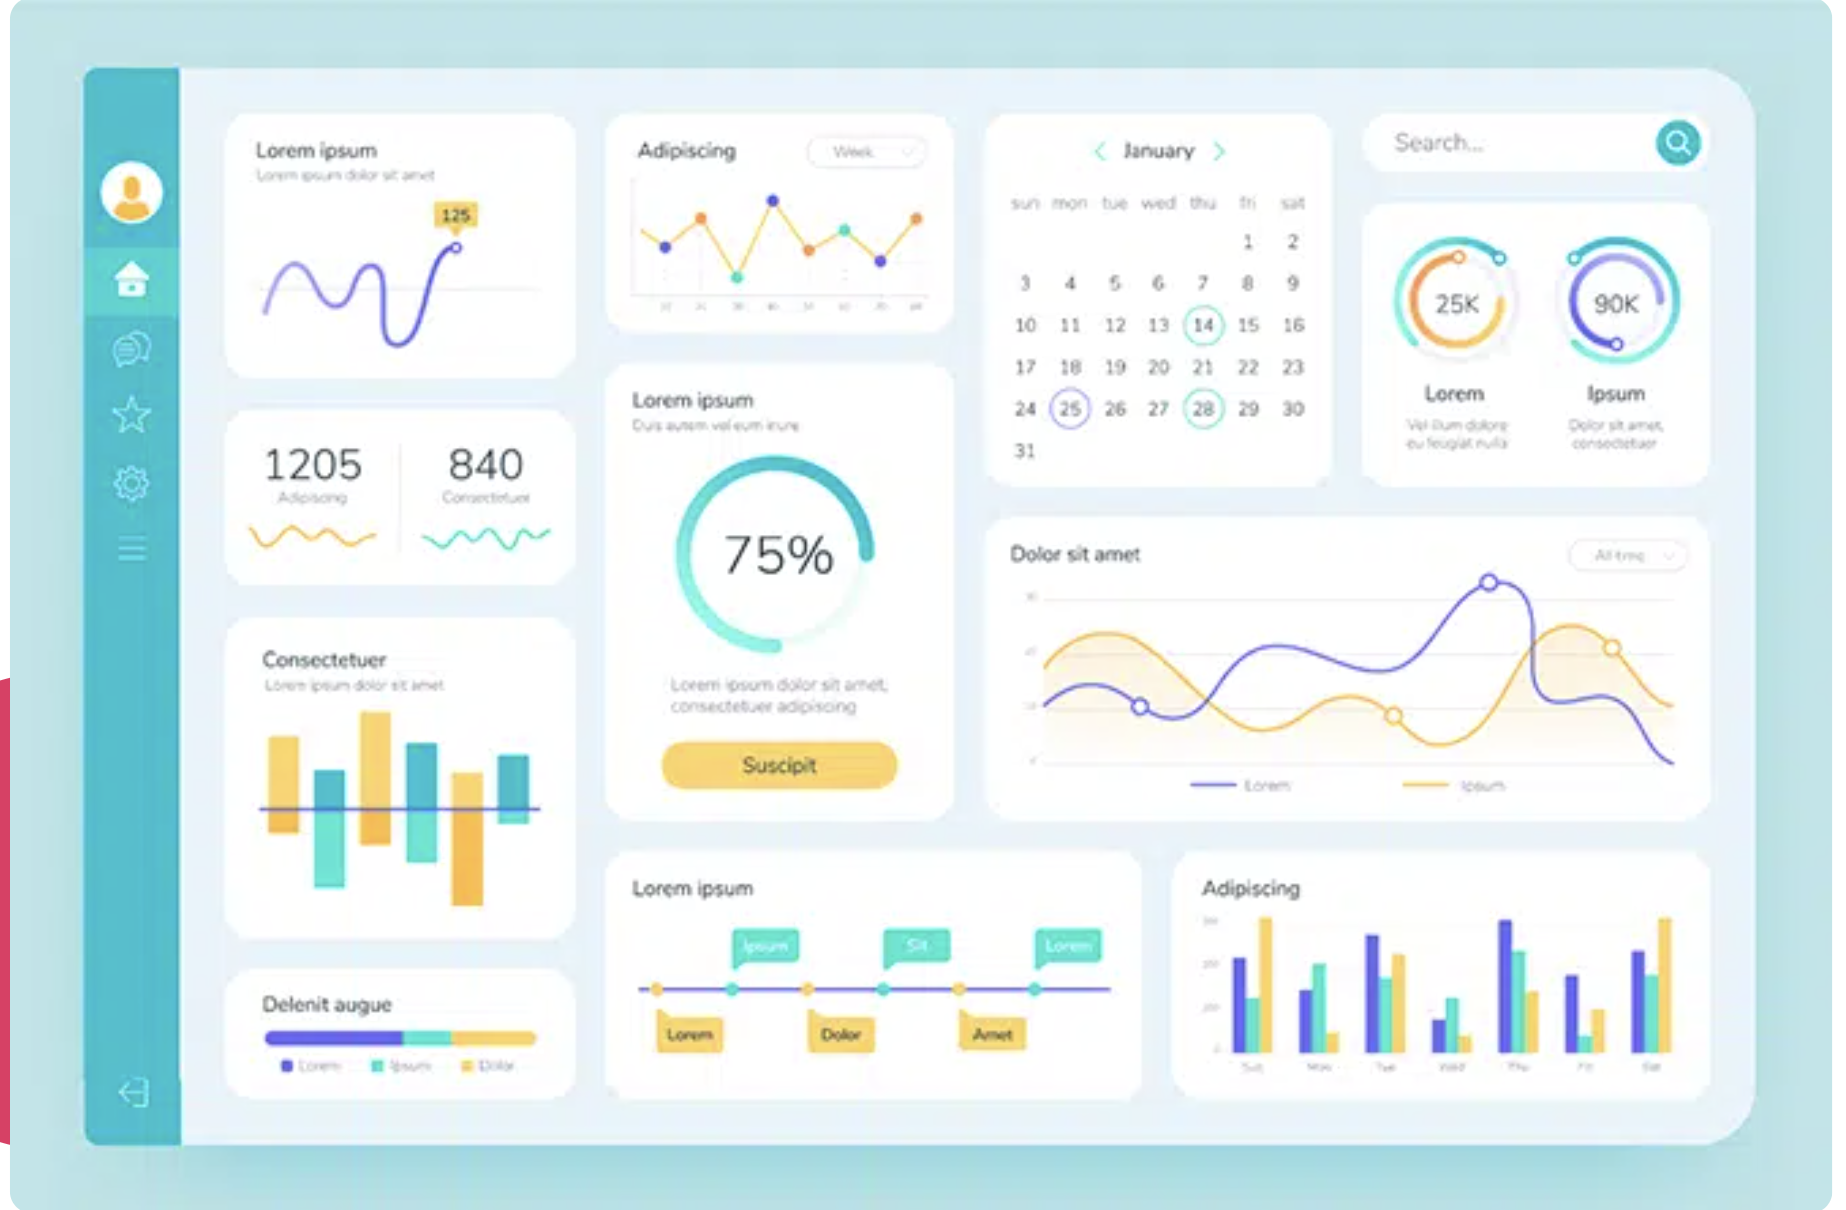 Lorem ipsum
Lorem ipsum dolor sit amet
125
1205
Adipiscing
840
Consectetuer
Consectetuer
Lorem ipsum dolor sit amet
Delenit augue
Lorem
Ipsum
Dolor
Adipiscing
Week
Lorem ipsum
Duis autem vel eum iriure
75%
Lorem ipsum dolor sit amet,
consectetuer adipiscing
Suscipit
January
sun mon tue wed thu fri sat
1 2
3 4 5 6 7 8 9
10 11 12 13 14 15 16
17 18 19 20 21 22 23
24 25 26 27 28 29 30
31
Search...
25K
Lorem
Vel illum dolore
eu feugiat nulla
90K
Ipsum
Dolor sit amet,
consectetuer
Dolor sit amet
All time
Lorem
Ipsum
Lorem ipsum
Ipsum
Sit
Lorem
Lorem
Dolor
Amet
Adipiscing
Sun Mon Tue Wed Thu Fri Sat